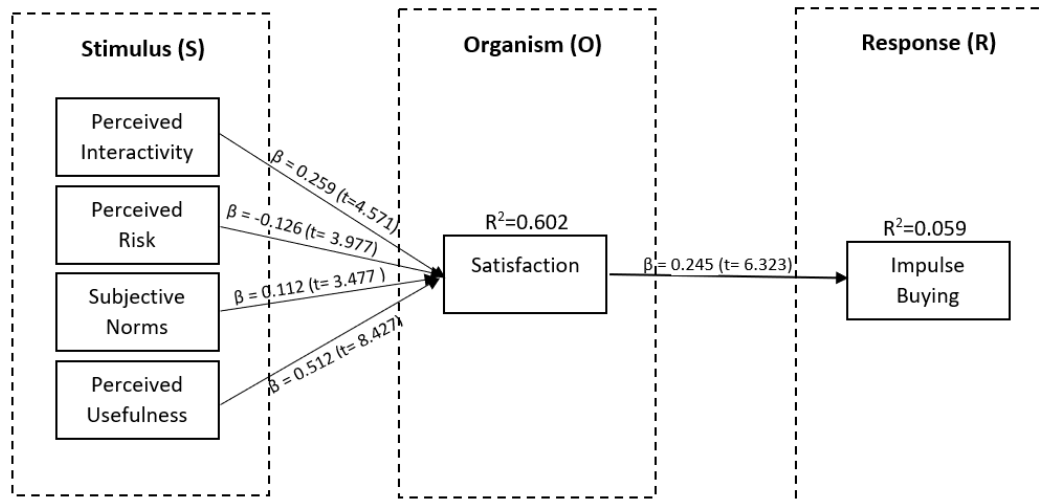 Stimulus (S)
Organism (O)
Response (R)
Perceived
Interactivity
Perceived
Risk
Subjective
Norms
Perceived
Usefulness
β = 0.259 (t=4.571)
β = -0.126 (t= 3.977)
β = 0.112 (t= 3.477 )
β = 0.512 (t= 8.427)
R²=0.602
Satisfaction
β = 0.245 (t= 6.323)
R²=0.059
Impulse
Buying